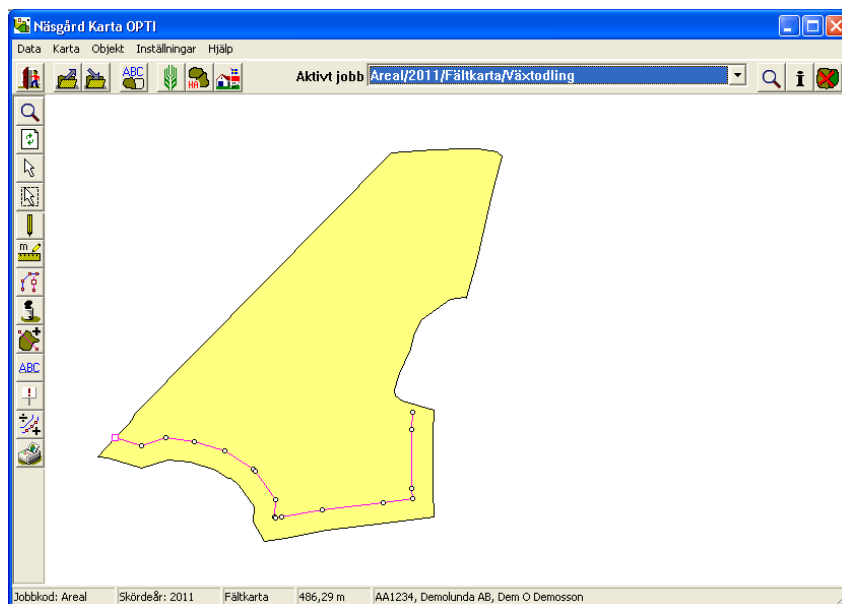 Näsgård Karta OPTI
Data Karta Objekt Inställningar Hjälp
ABC HA Aktivt jobb Areal/2011/Fältkarta/Växtodling i
m
ABC
Jobbkod: Areal Skördeår: 2011 Fältkarta 486,29 m AA1234, Demolunda AB, Dem O Demosson